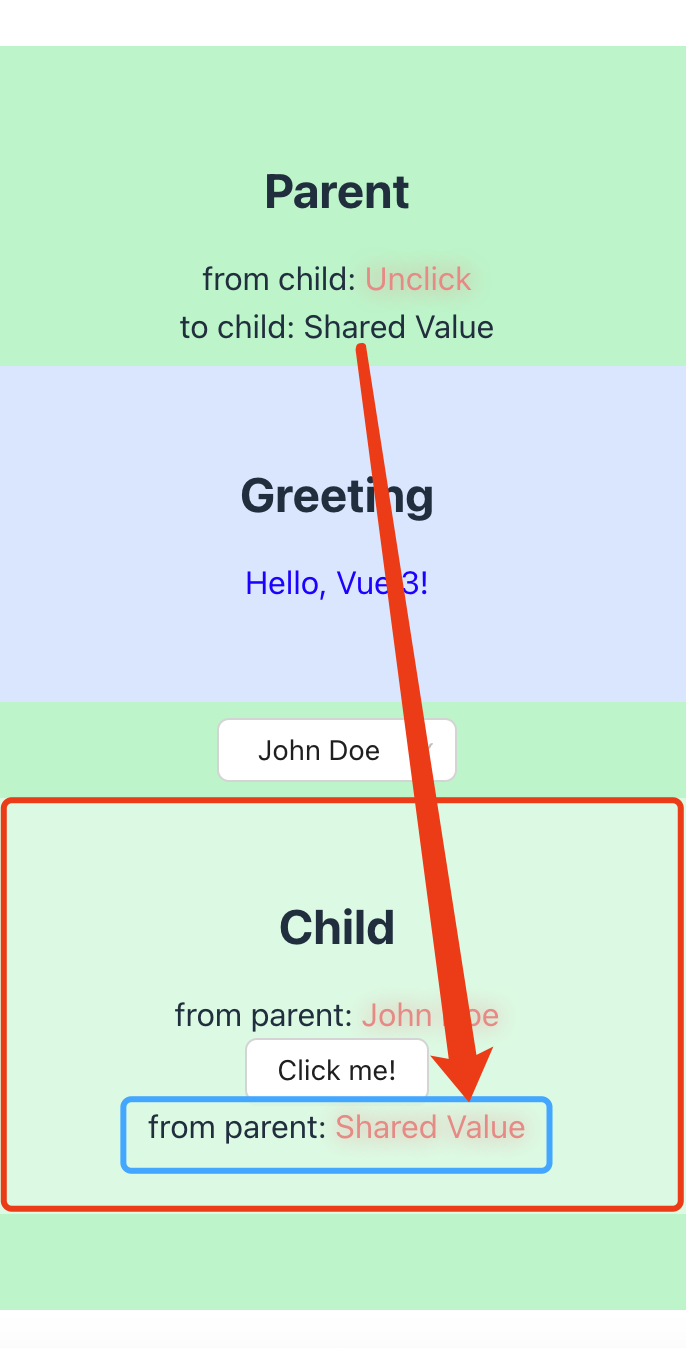 Parent
from child: Unclick
to child: Shared Value
Greeting
Hello, Vue 3!
John Doe
Child
from parent: John Doe
Click me!
from parent: Shared Value